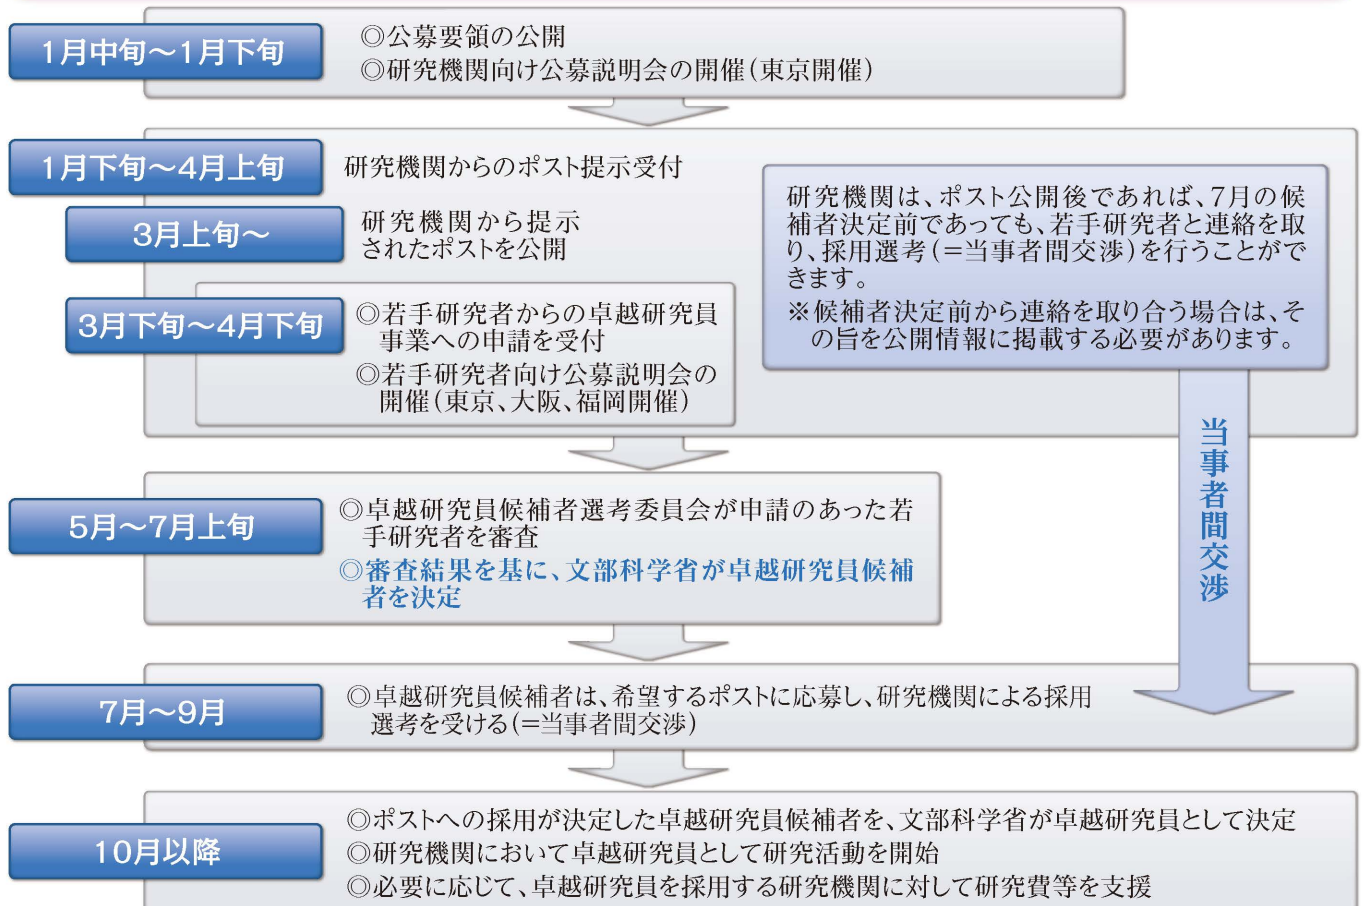 1月中旬～1月下旬
◎公募要領の公開
◎研究機関向け公募説明会の開催(東京開催)
1月下旬～4月上旬
研究機関からのポスト提示受付
3月上旬～
研究機関から提示
されたポストを公開
3月下旬～4月下旬
◎若手研究者からの卓越研究員
事業への申請を受付
◎若手研究者向け公募説明会の
開催(東京、大阪、福岡開催)
研究機関は、ポスト公開後であれば、7月の候
補者決定前であっても、若手研究者と連絡を取
り、採用選考(=当事者間交渉)を行うことがで
きます。
※候補者決定前から連絡を取り合う場合は、そ
の旨を公開情報に掲載する必要があります。
当事者間交渉
5月～7月上旬
◎卓越研究員候補者選考委員会が申請のあった若
手研究者を審査
◎審査結果を基に、文部科学省が卓越研究員候補
者を決定
7月～9月
◎卓越研究員候補者は、希望するポストに応募し、研究機関による採用
選考を受ける(=当事者間交渉)
10月以降
◎ポストへの採用が決定した卓越研究員候補者を、文部科学省が卓越研究員として決定
◎研究機関において卓越研究員として研究活動を開始
◎必要に応じて、卓越研究員を採用する研究機関に対して研究費等を支援